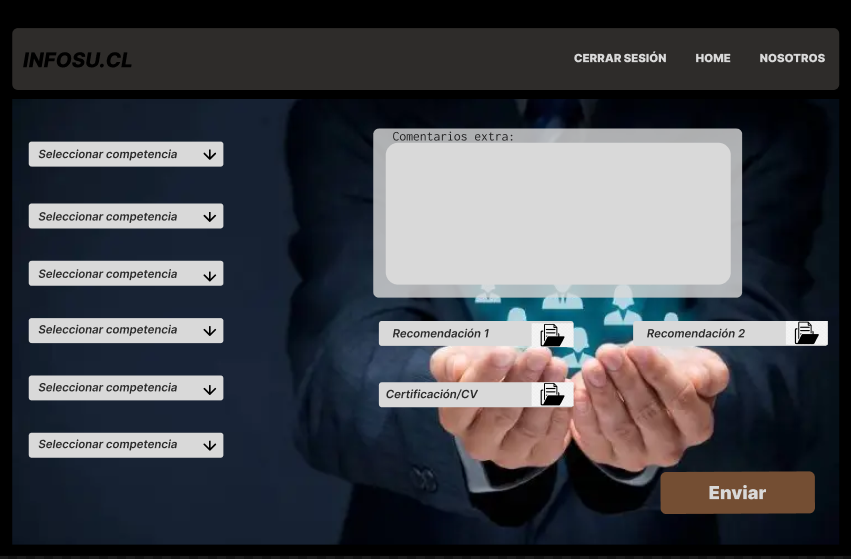 INFOSU.CL
CERRAR SESIÓN HOME NOSOTROS
Seleccionar competencia
Seleccionar competencia
Seleccionar competencia
Seleccionar competencia
Seleccionar competencia
Seleccionar competencia
Comentarios extra:
Recomendación 1
Recomendación 2
Certificación/CV
Enviar